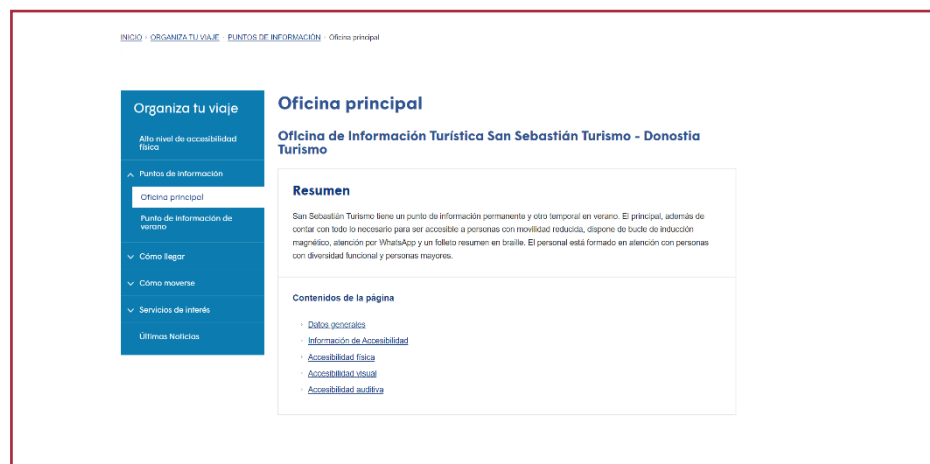 INICIO · ORGANIZA TU VIAJE · PUNTOS DE INFORMACIÓN · Oficina principal
Organiza tu viaje
Alto nivel de accesibilidad
física
Puntos de información
Oficina principal
Punto de información de
verano
Cómo llegar
Cómo moverse
Servicios de interés
Últimas Noticias
Oficina principal
Oficina de Información Turística San Sebastián Turismo - Donostia
Turismo
Resumen
San Sebastián Turismo tiene un punto de información permanente y otro temporal en verano. El principal, además de
contar con todo lo necesario para ser accesible a personas con movilidad reducida, dispone de bucle de inducción
magnético, atención por WhatsApp y un folleto resumen en braille. El personal está formado en atención con personas
con diversidad funcional y personas mayores.
Contenidos de la página
Datos generales
Información de Accesibilidad
Accesibilidad física
Accesibilidad visual
Accesibilidad auditiva